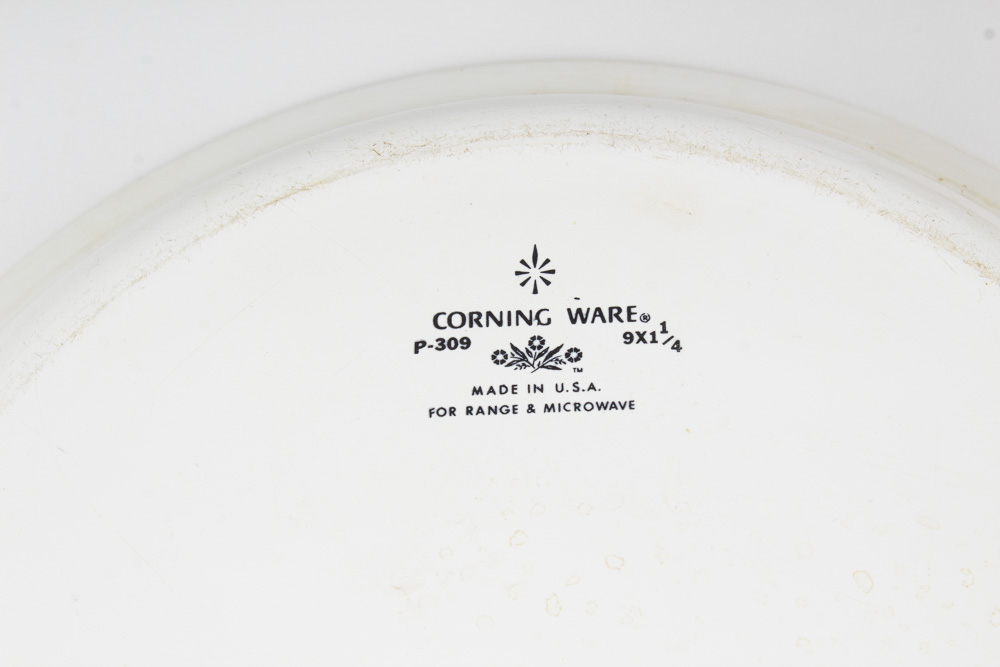 CORNING WARE®
P-309 9X1 1/4
TM
MADE IN U.S.A.
FOR RANGE & MICROWAVE